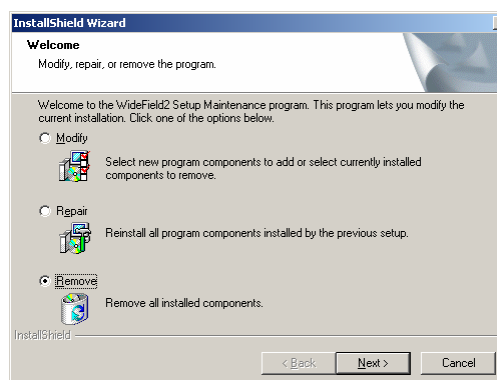 InstallShield Wizard
Welcome
Modify, repair, or remove the program.
Welcome to the WideField2 Setup Maintenance program. This program lets you modify the
current installation. Click one of the options below.
Modify
Select new program components to add or select currently installed
components to remove.
Repair
Reinstall all program components installed by the previous setup.
Remove
Remove all installed components.
InstallShield
< Back
Next >
Cancel